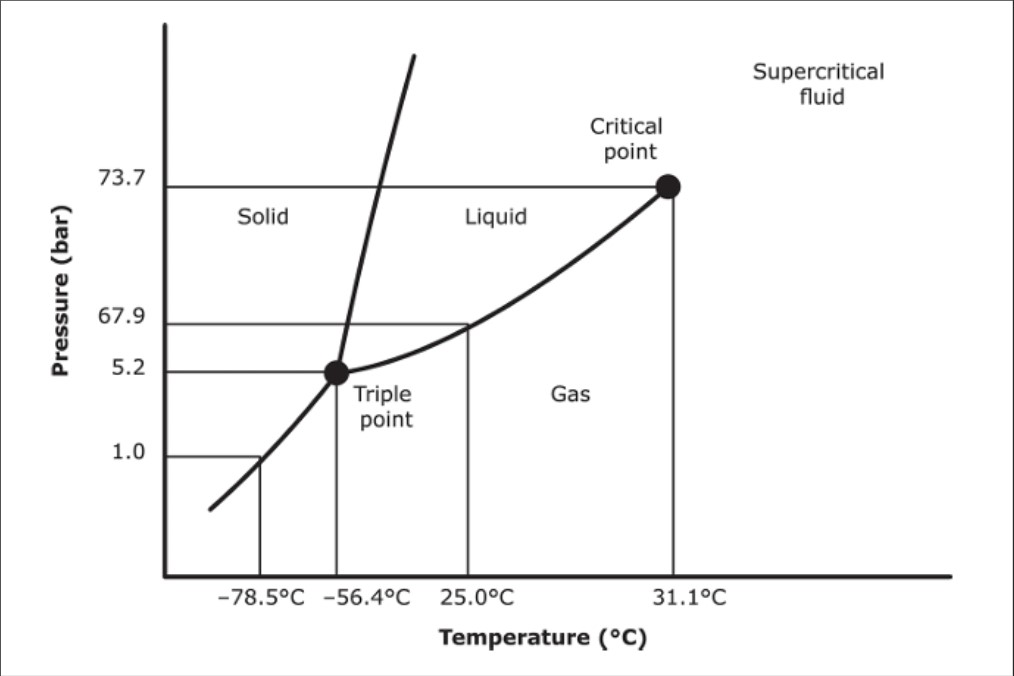 Supercritical
fluid
Critical
point
73.7
Solid
Liquid
67.9
5.2
Triple
point
Gas
1.0
Pressure (bar)
–78.5°C
–56.4°C
25.0°C
31.1°C
Temperature (°C)